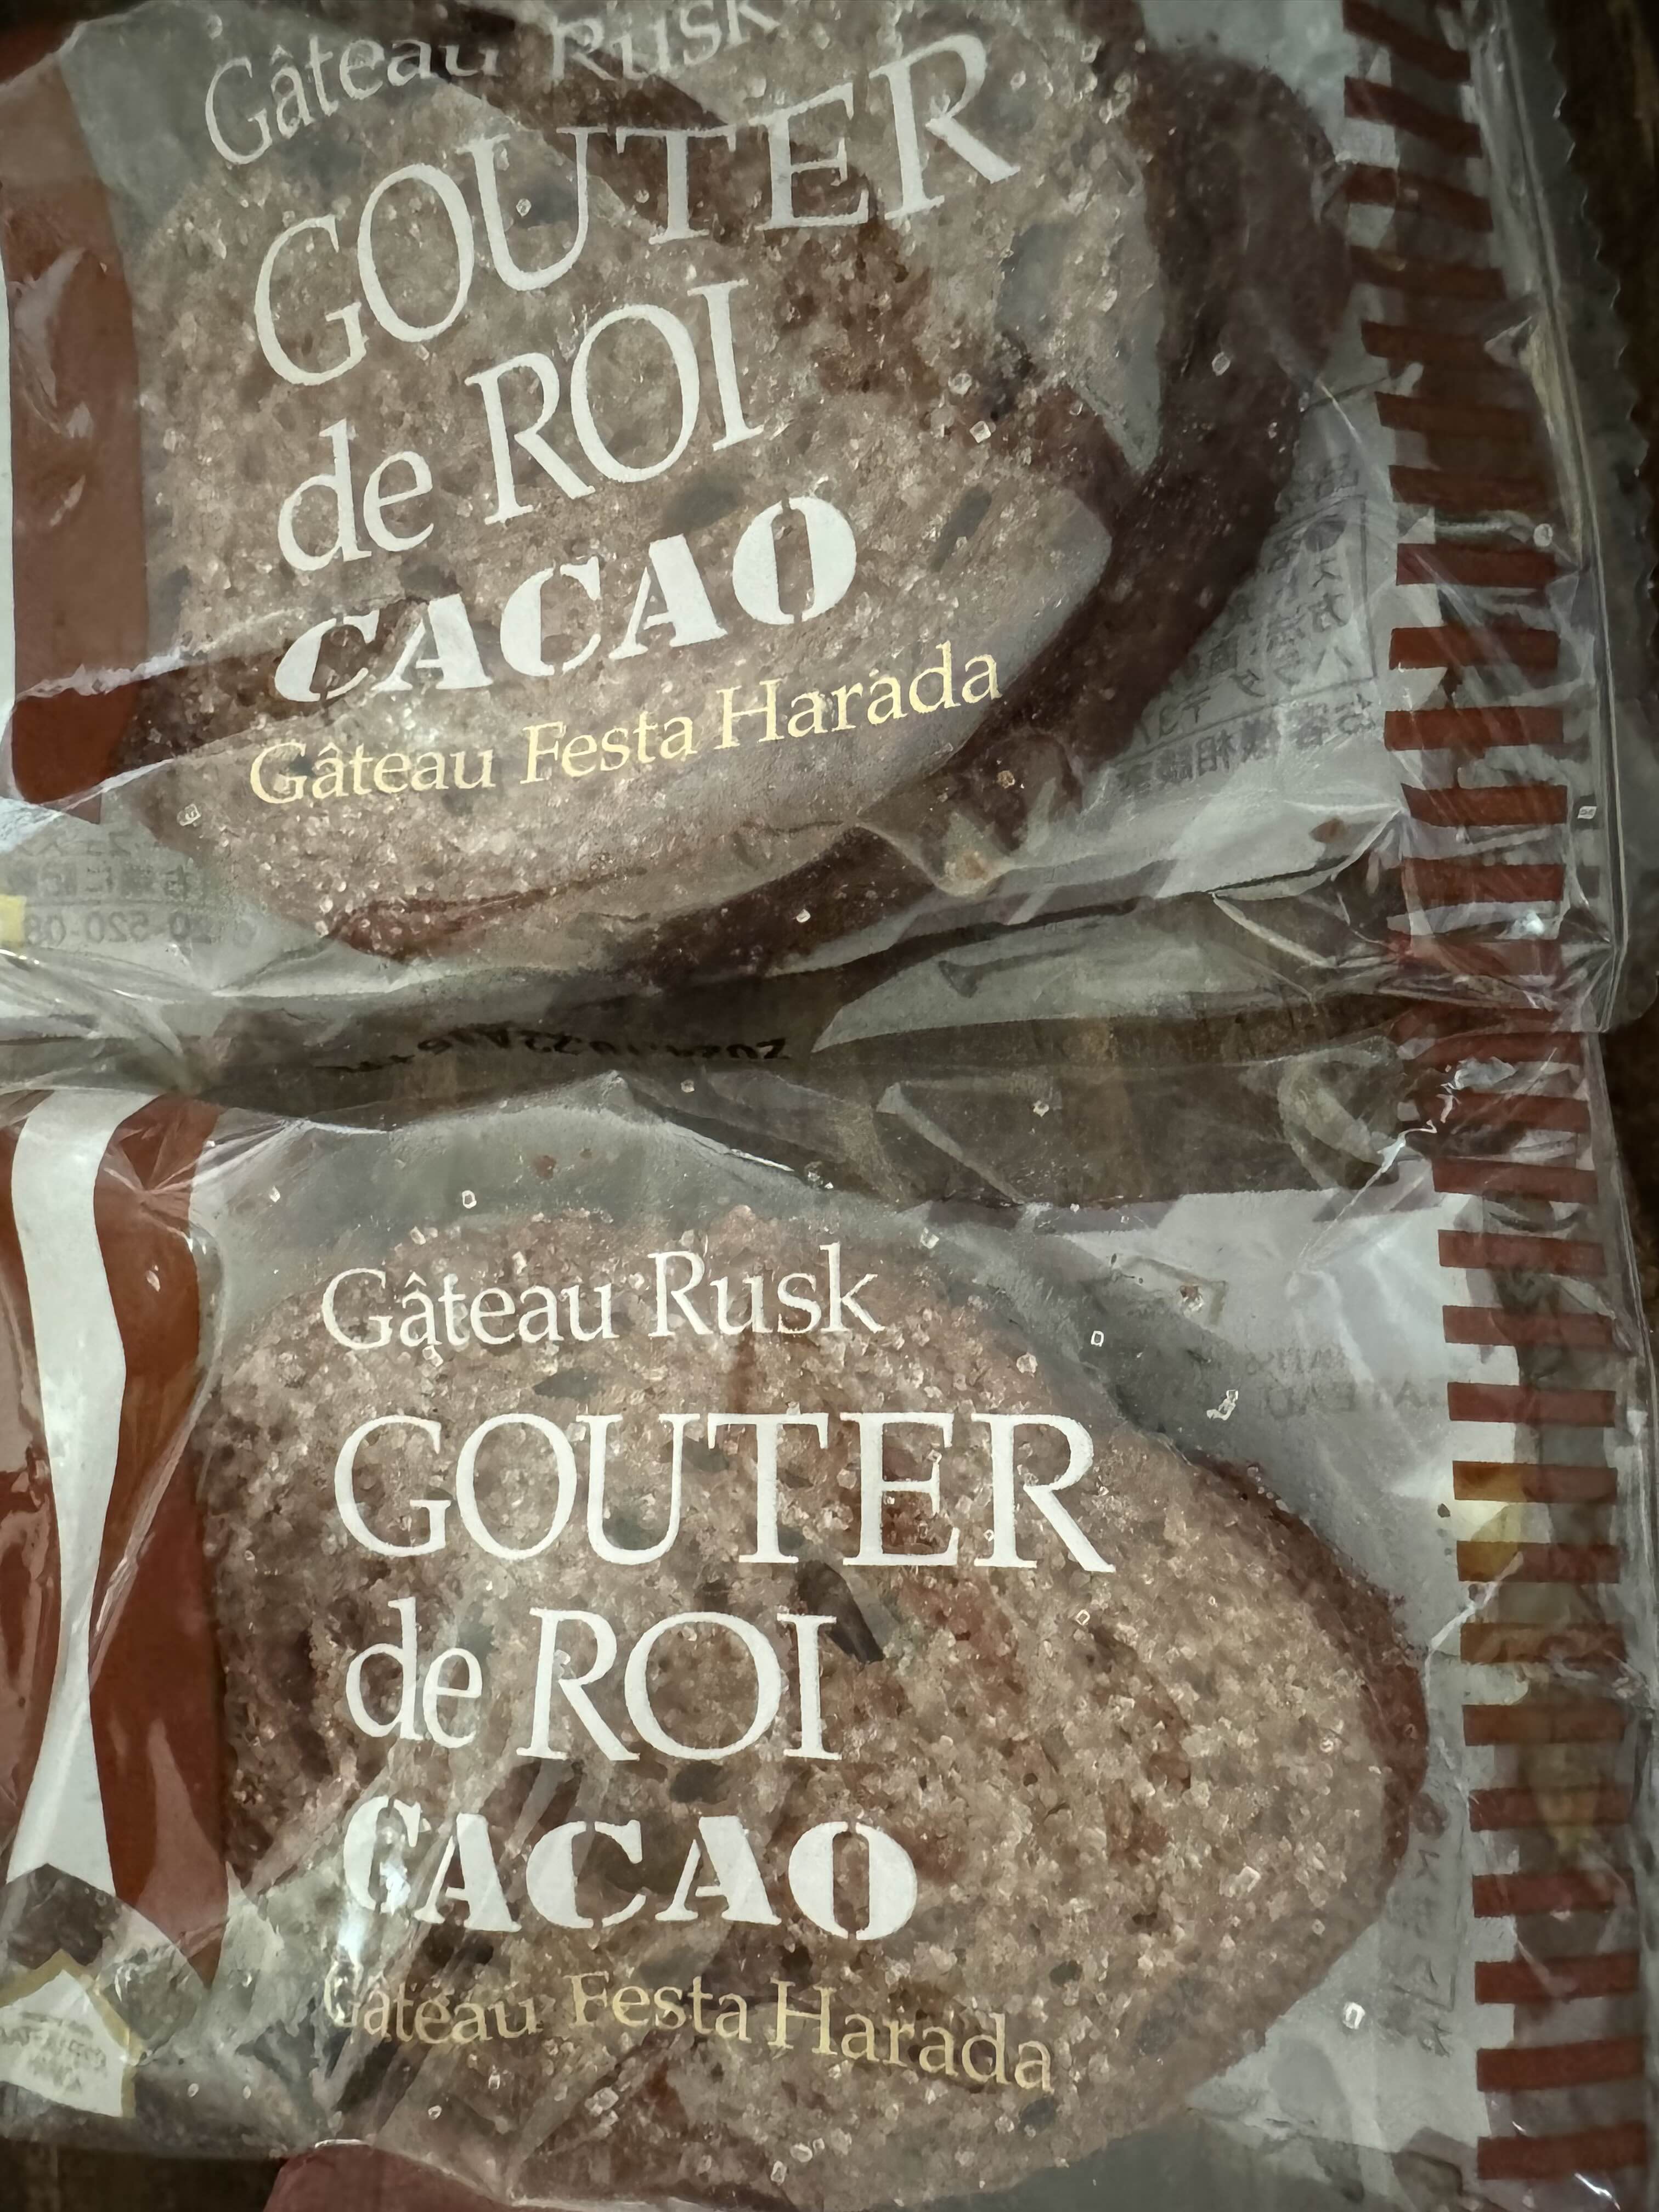 Gâteau Rusk
GOUTER
de ROI
CACAO
Gâteau Festa Harada
Gâteau Rusk
GOUTER
de ROI
CACAO
Gâteau Festa Harada